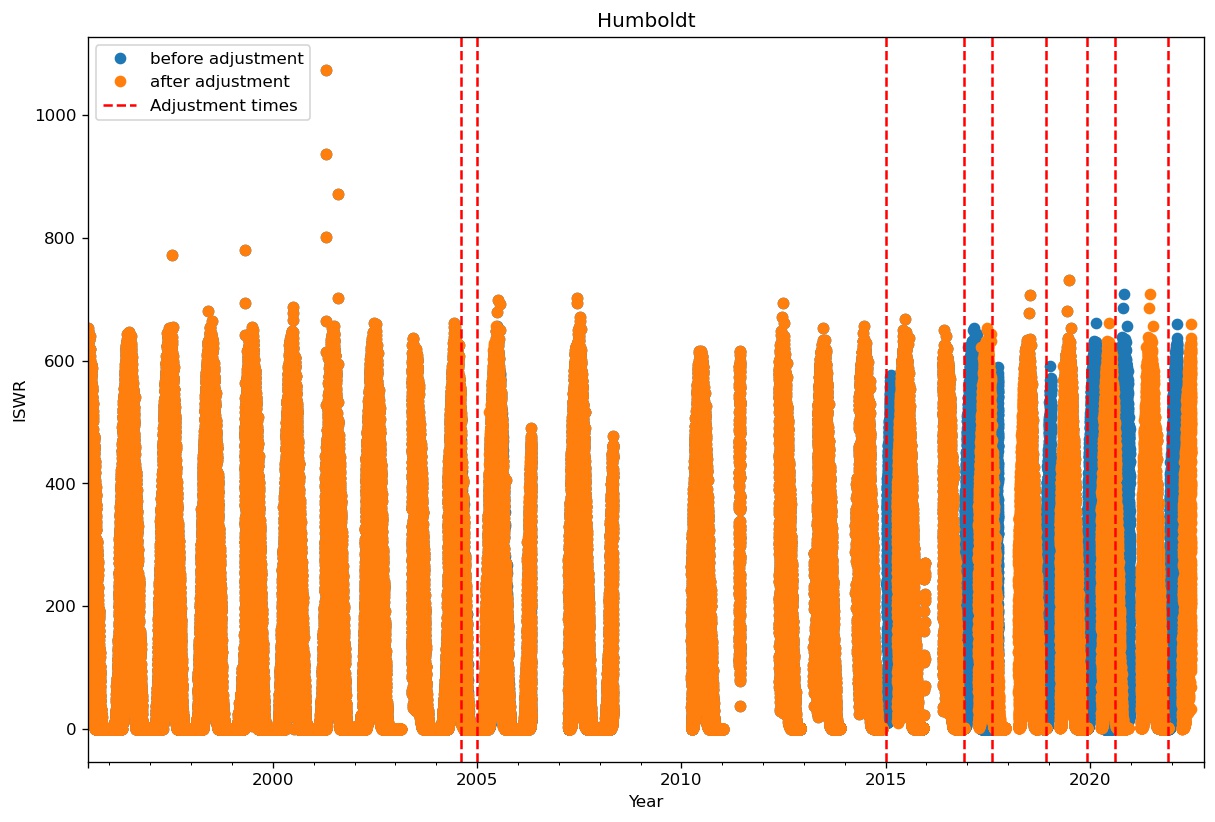 Humboldt
before adjustment
after adjustment
Adjustment times
1000
800
600
400
200
0
ISWR
2000 2005 2010 2015 2020
Year